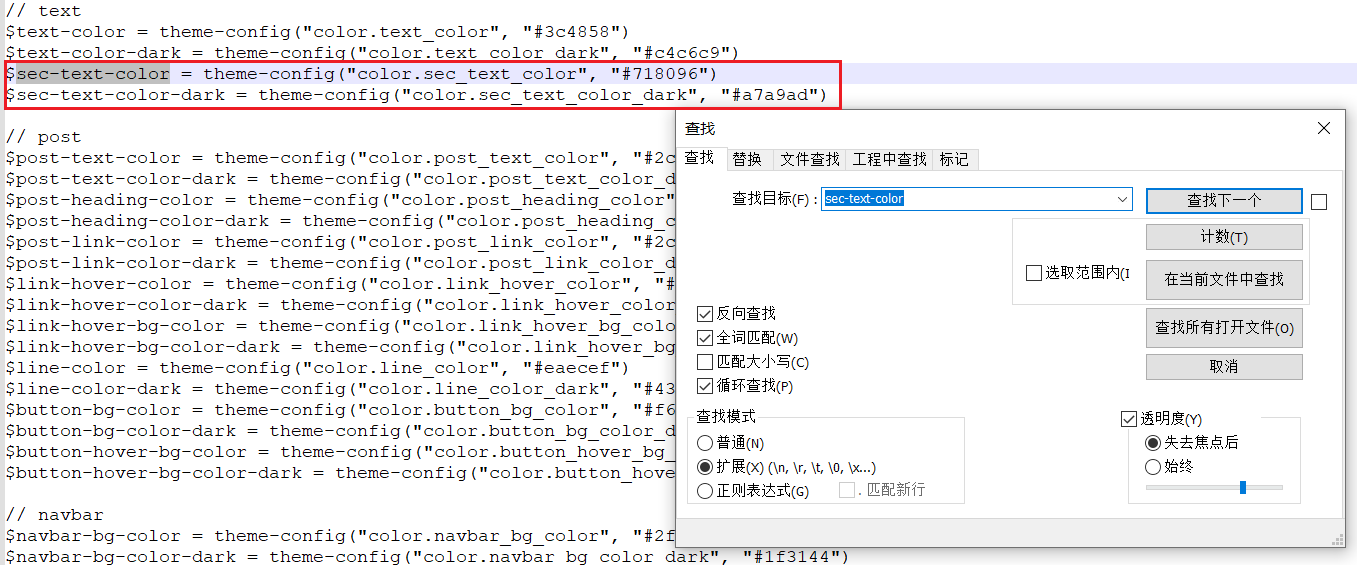 // text
$text-color = theme-config("color.text_color", "#3c4858")
$text-color-dark = theme-config("color.text_color_dark", "#c4c6c9")
$sec-text-color = theme-config("color.sec_text_color", "#718096")
$sec-text-color-dark = theme-config("color.sec_text_color_dark", "#a7a9ad")
// post
$post-text-color = theme-config("color.post_text_color", "#2c
$post-text-color-dark = theme-config("color.post_text_color_d
$post-heading-color = theme-config("color.post_heading_color"
$post-heading-color-dark = theme-config("color.post_heading_c
$post-link-color = theme-config("color.post_link_color", "#2c
$post-link-color-dark = theme-config("color.post_link_color_d
$link-hover-color = theme-config("color.link_hover_color", "#
$link-hover-color-dark = theme-config("color.link_hover_color
$link-hover-bg-color = theme-config("color.link_hover_bg_colo
$link-hover-bg-color-dark = theme-config("color.link_hover_bg
$line-color = theme-config("color.line_color", "#eaecef")
$line-color-dark = theme-config("color.line_color_dark", "#43
$button-bg-color = theme-config("color.button_bg_color", "#f6
$button-bg-color-dark = theme-config("color.button_bg_color_d
$button-hover-bg-color = theme-config("color.button_hover_bg_
$button-hover-bg-color-dark = theme-config("color.button_hove
// navbar
$navbar-bg-color = theme-config("color.navbar_bg_color", "#2f
$navbar-bg-color-dark = theme-config("color.navbar_bg_color_dark", "#1f3144")
查找
查找 替换 文件查找 工程中查找 标记
查找目标(F) : sec-text-color 查找下一个
计数(T)
选取范围内(I 在当前文件中查找
反向查找 查找所有打开文件(O)
全词匹配(W)
匹配大小写(C) 取消
循环查找(P)
查找模式 透明度(Y)
普通(N) 失去焦点后
扩展(X) (\n, \r, \t, \0, \x...) 始终
正则表达式(G) . 匹配新行